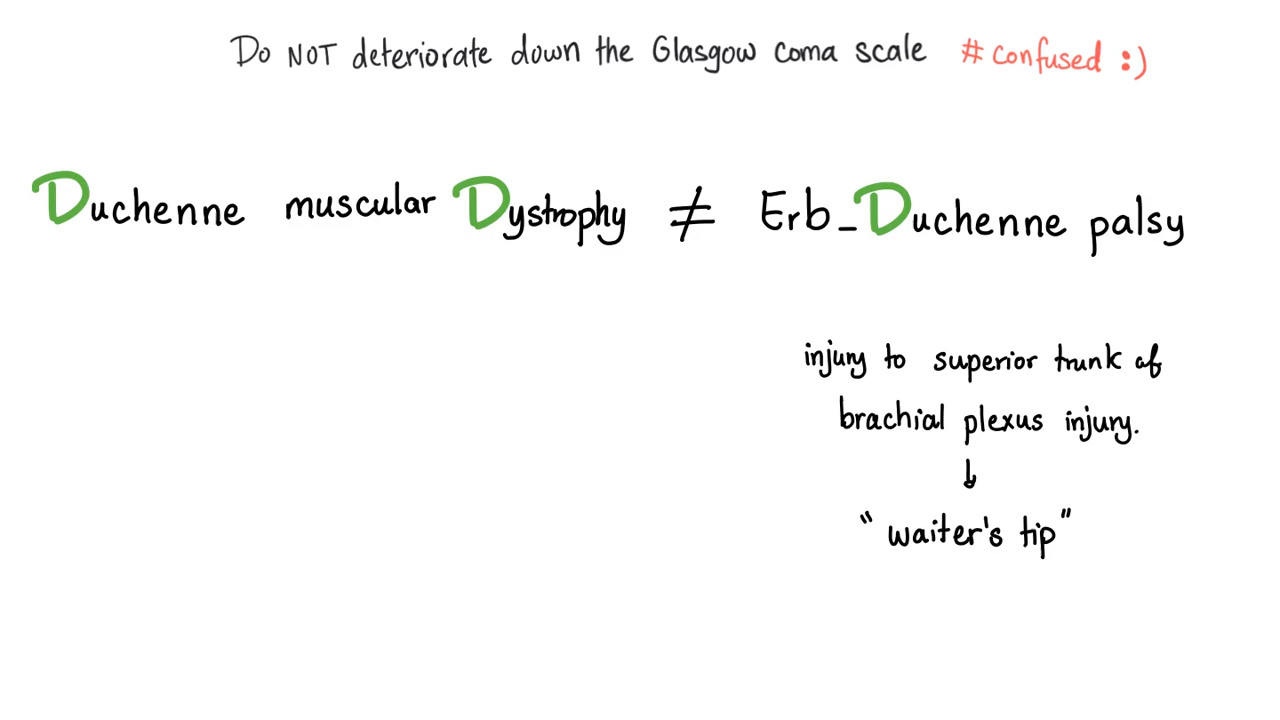 Do NOT deteriorate down the Glasgow coma scale #confused :)
Duchenne muscular Dystrophy ≠ Erb_Duchenne palsy
injury to superior trunk of
brachial plexus injury.
↓
"waiter's tip"